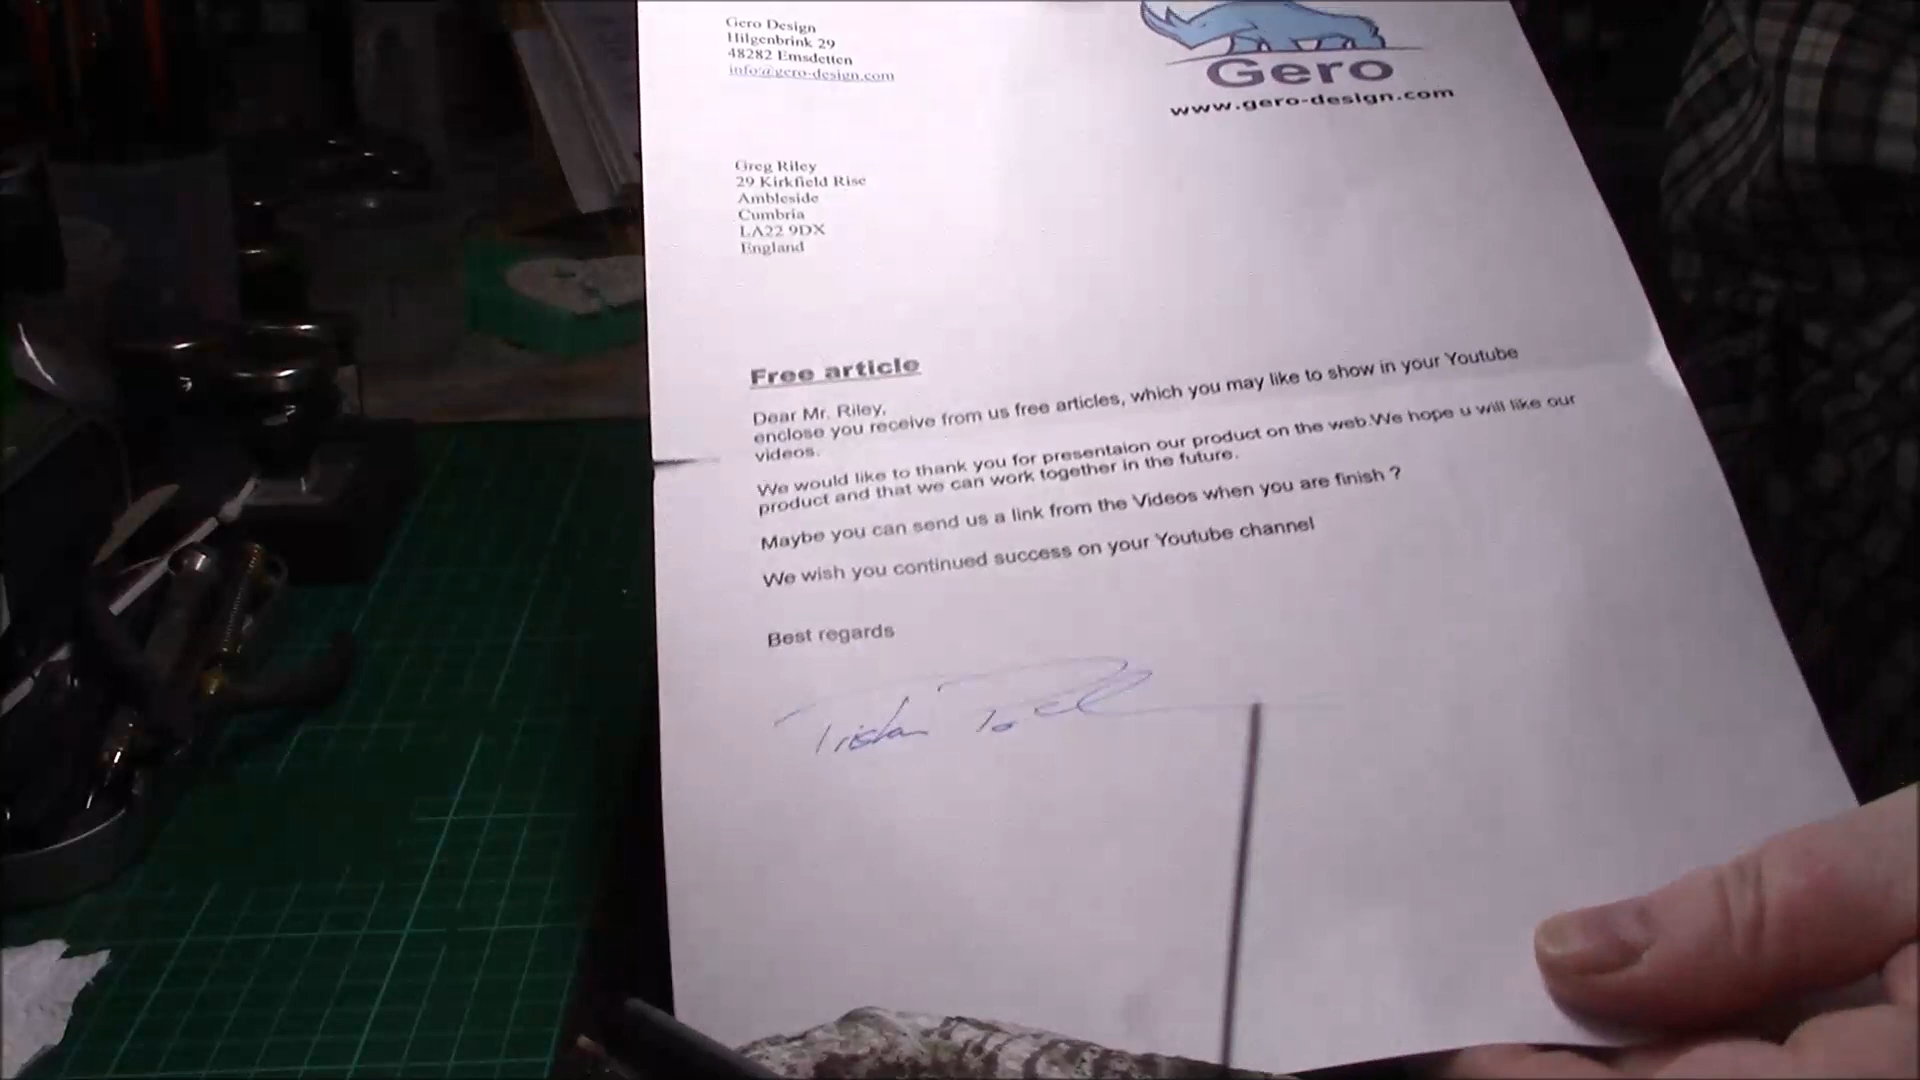 Gero Design
Hilgenbrink 29
48282 Emsdetten
info@gero-design.com
Gero
www.gero-design.com
Greg Riley
29 Kirkfield Rise
Ambleside
Cumbria
LA22 9DX
England
Free article
Dear Mr. Riley,
enclose you receive from us free articles, which you may like to show in your Youtube
videos.
We would like to thank you for presentaion our product on the web.We hope u will like our
product and that we can work together in the future.
Maybe you can send us a link from the Videos when you are finish ?
We wish you continued success on your Youtube channel
Best regards